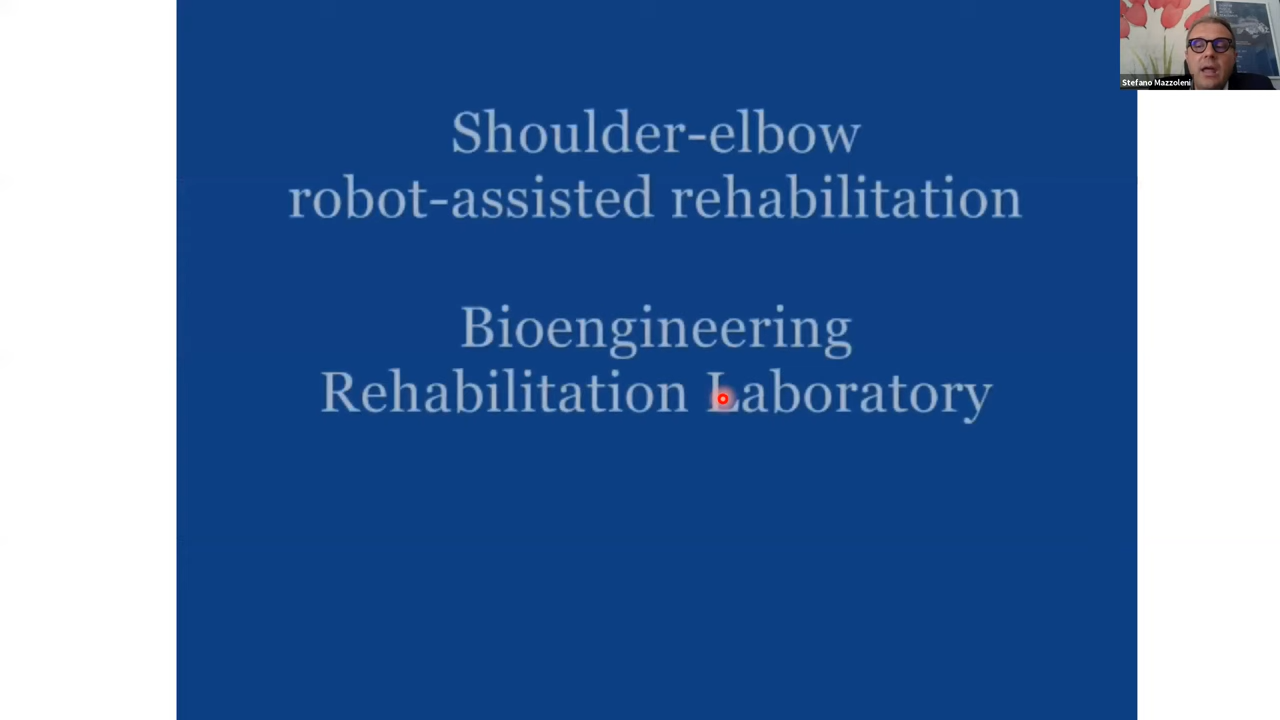 Shoulder-elbow
robot-assisted rehabilitation
Bioengineering
Rehabilitation Laboratory
Stefano Mazzoleni